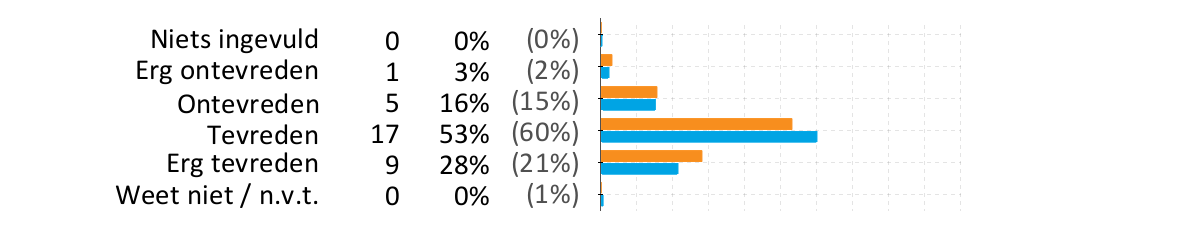 Niets ingevuld 0 0% (0%)
Erg ontevreden 1 3% (2%)
Ontevreden 5 16% (15%)
Tevreden 17 53% (60%)
Erg tevreden 9 28% (21%)
Weet niet / n.v.t. 0 0% (1%)